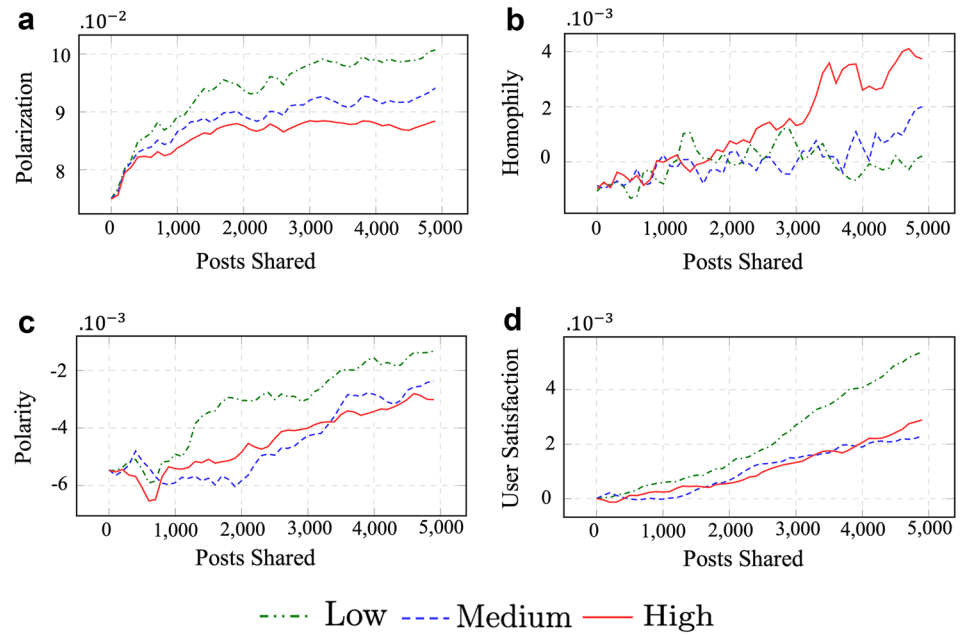 a
.10⁻²
10
9
8
Polarization
0 1,000 2,000 3,000 4,000 5,000
Posts Shared
b
.10⁻³
4
2
0
Homophily
0 1,000 2,000 3,000 4,000 5,000
Posts Shared
c
.10⁻³
-2
-4
-6
Polarity
0 1,000 2,000 3,000 4,000 5,000
Posts Shared
d
.10⁻³
4
2
0
User Satisfaction
0 1,000 2,000 3,000 4,000 5,000
Posts Shared
Low Medium High